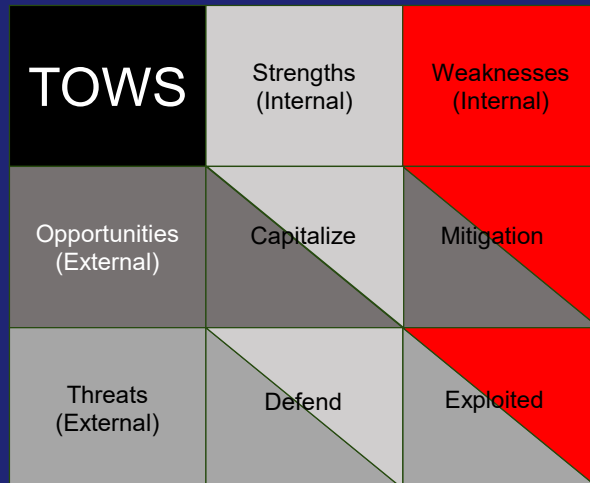 TOWS
Strengths
(Internal)
Weaknesses
(Internal)
Opportunities
(External)
Capitalize
Mitigation
Threats
(External)
Defend
Exploited